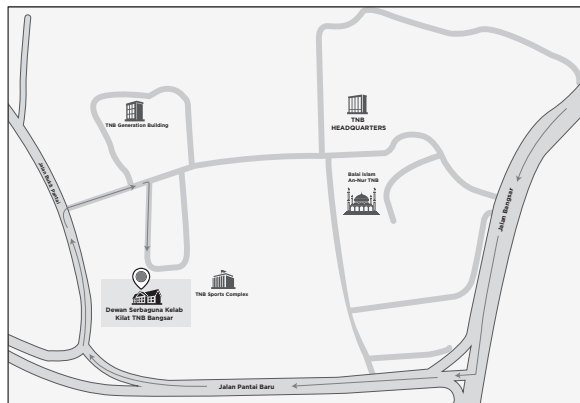 TNB Generation Building
TNB
HEADQUARTERS
Jalan Bukit Pantai
Balai Islam
An-Nur TNB
Jalan Bangsar
TNB Sports Complex
Dewan Serbaguna Kelab
Kilat TNB Bangsar
Jalan Pantai Baru